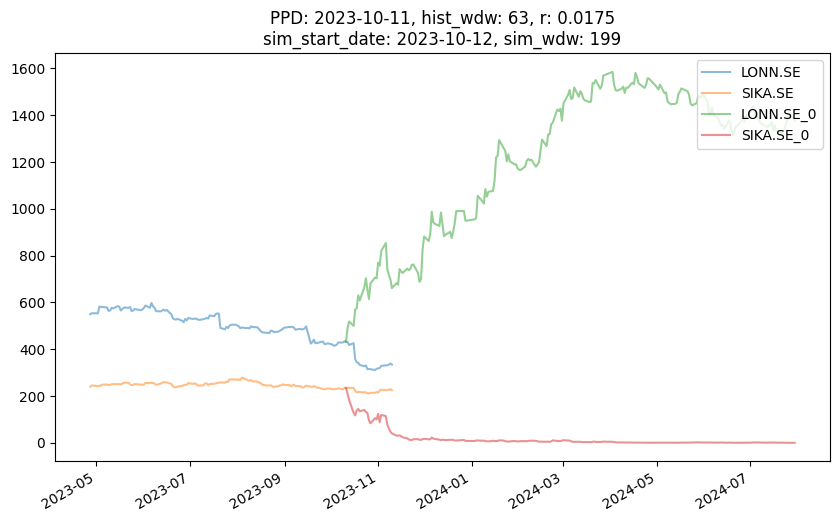 PPD: 2023-10-11, hist_wdw: 63, r: 0.0175
sim_start_date: 2023-10-12, sim_wdw: 199
LONN.SE
SIKA.SE
LONN.SE_0
SIKA.SE_0
1600
1400
1200
1000
800
600
400
200
0
2023-05
2023-07
2023-09
2023-11
2024-01
2024-03
2024-05
2024-07